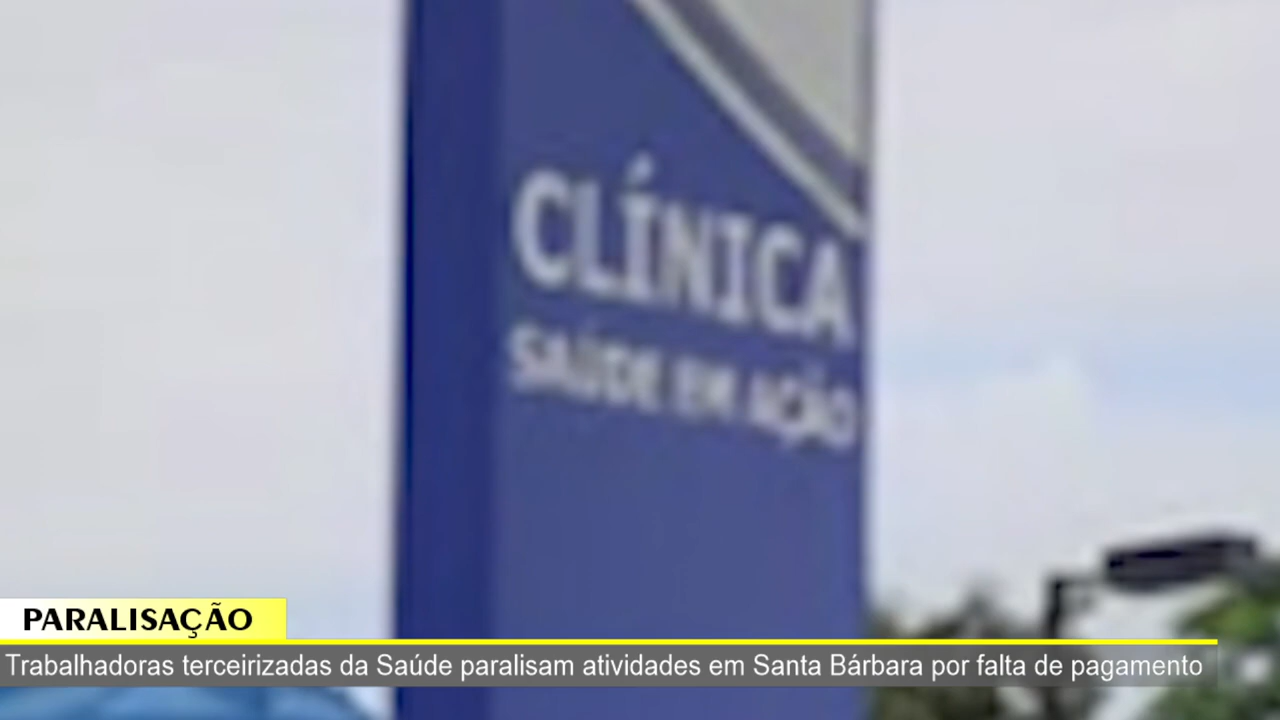 CLÍNICA
SAÚDE EM AÇÃO
PARALISAÇÃO
Trabalhadoras terceirizadas da Saúde paralisam atividades em Santa Bárbara por falta de pagamento